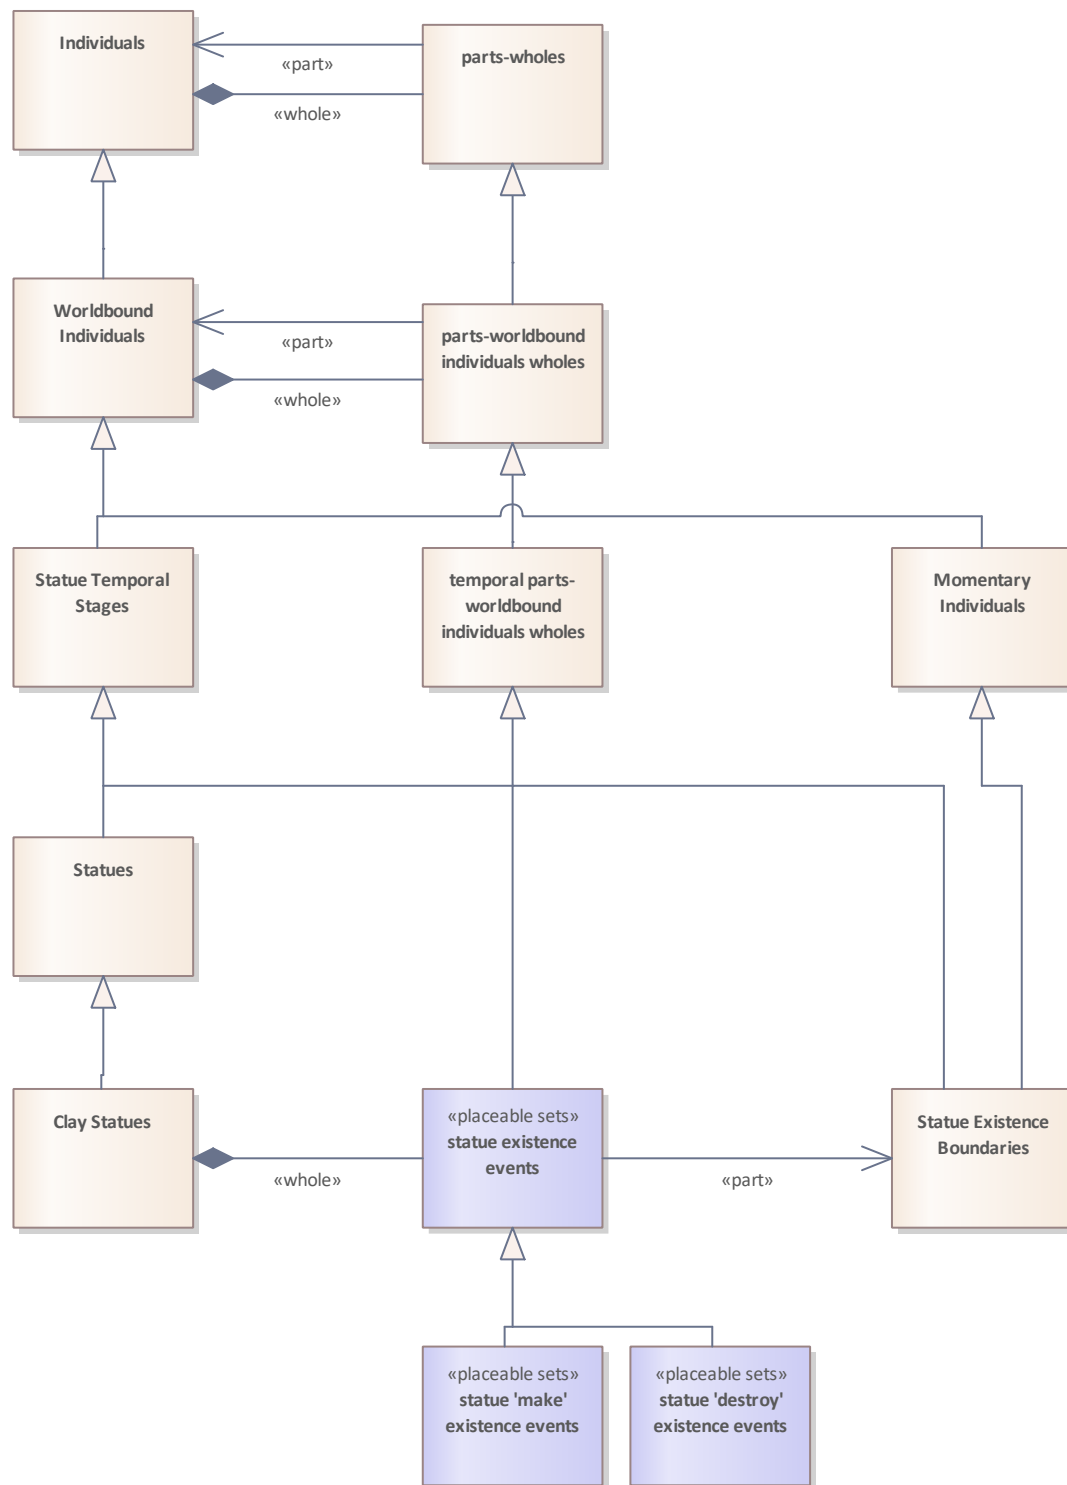 Individuals
«part»
parts-wholes
«whole»
Worldbound
Individuals
«part»
parts-worldbound
individuals wholes
«whole»
Statue Temporal
Stages
temporal parts-
worldbound
individuals wholes
Momentary
Individuals
Statues
Clay Statues
«whole»
«placeable sets»
statue existence
events
«part»
Statue Existence
Boundaries
«placeable sets»
statue 'make'
existence events
«placeable sets»
statue 'destroy'
existence events